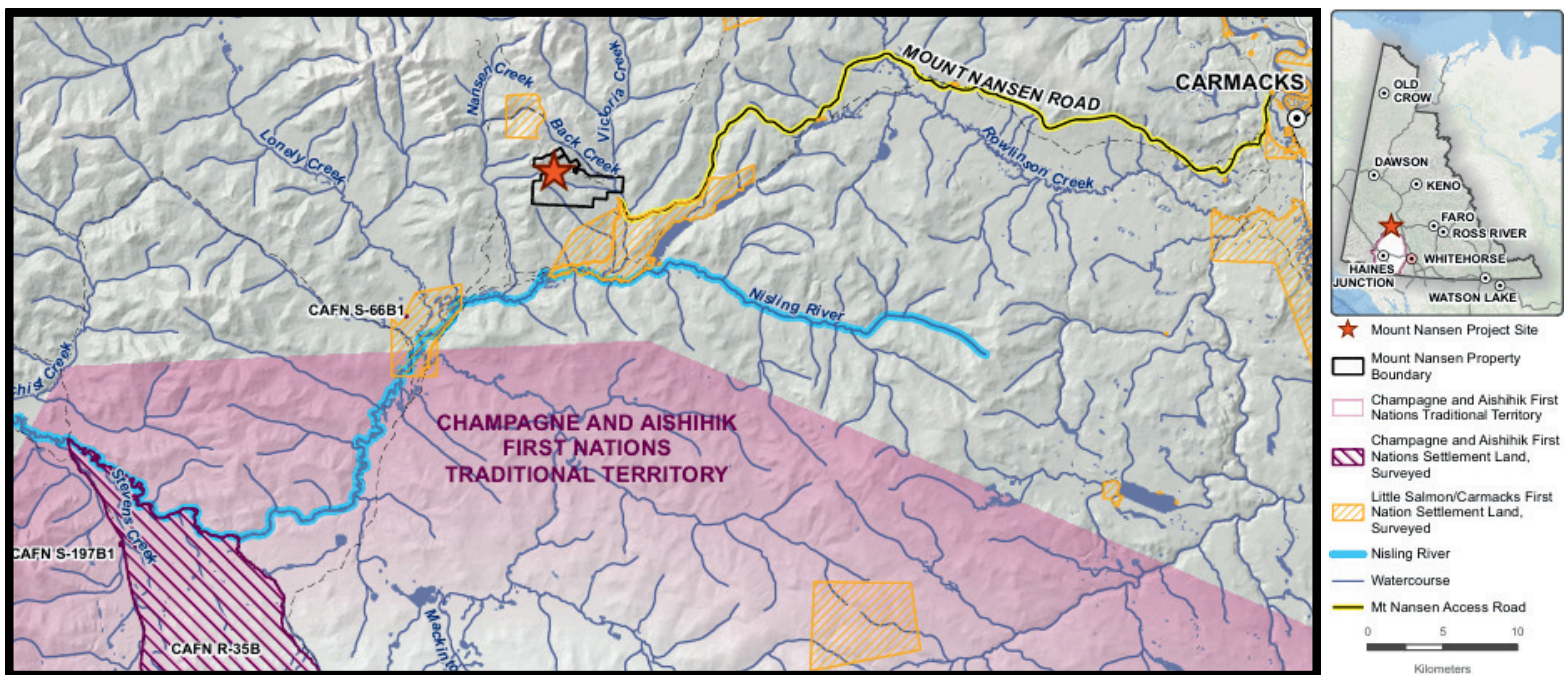 Nansen Creek
Victoria Creek
Back Creek
Lonely Creek
MOUNT NANSEN ROAD
CARMACKS
Rowlinson Creek
CAFN S-66B1
Nisling River
chist Creek
CHAMPAGNE AND AISHIHIK
FIRST NATIONS
TRADITIONAL TERRITORY
Stevens Creek
CAFN S-197B1
CAFN R-35B
Mackinto
OLD
CROW
DAWSON
KENO
FARO
ROSS RIVER
WHITEHORSE
HAINES
JUNCTION
WATSON LAKE
Mount Nansen Project Site
Mount Nansen Property
Boundary
Champagne and Aishihik First
Nations Traditional Territory
Champagne and Aishihik First
Nations Settlement Land,
Surveyed
Little Salmon/Carmacks First
Nation Settlement Land,
Surveyed
Nisling River
Watercourse
Mt Nansen Access Road
0 5 10
Kilometers